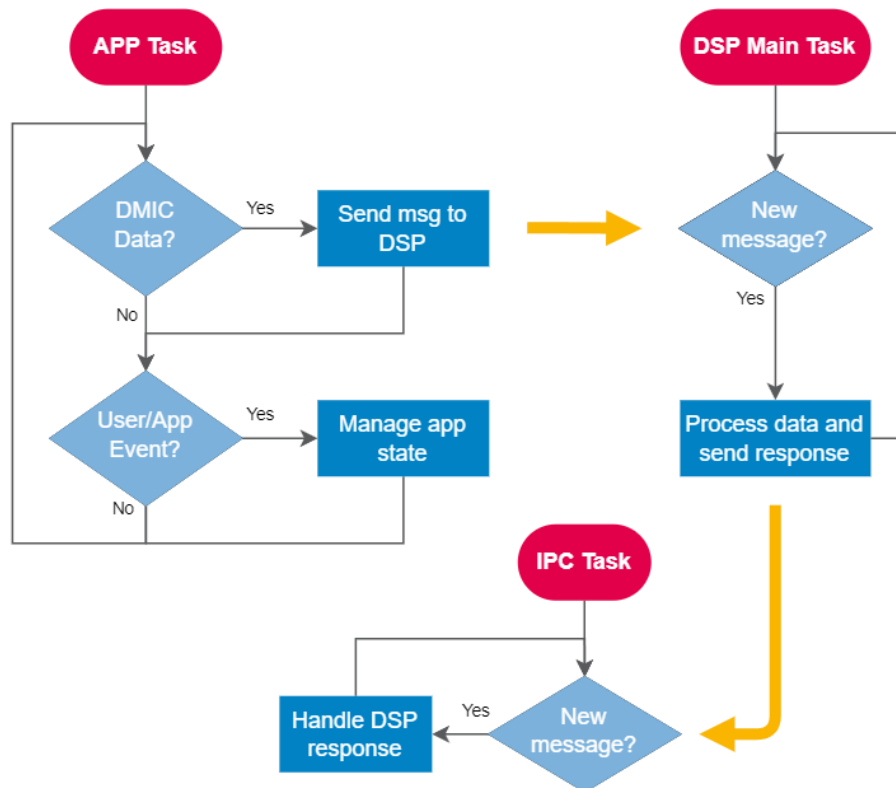 APP Task
DSP Main Task
DMIC
Data?
Yes
Send msg to
DSP
New
message?
No
Yes
User/App
Event?
Yes
Manage app
state
Process data and
send response
No
IPC Task
Handle DSP
response
Yes
New
message?